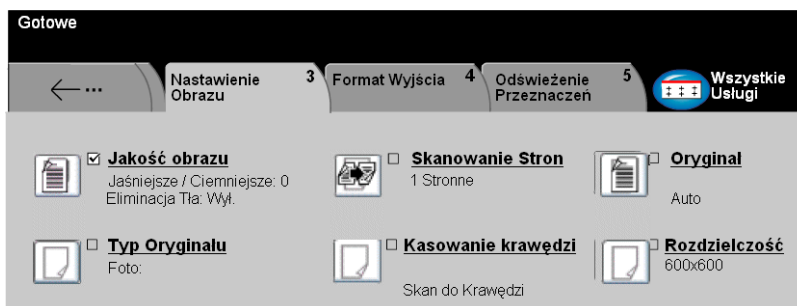 Gotowe
← ...
Nastawienie Obrazu 3
Format Wyjścia 4
Odświeżenie Przeznaczeń 5
Wszystkie Usługi
Jakość obrazu
Jaśniejsze / Ciemniejsze: 0
Eliminacja Tła: Wył.
Skanowanie Stron
1 Stronne
Oryginał
Auto
Typ Oryginału
Foto:
Kasowanie krawędzi
Skan do Krawędzi
Rozdzielczość
600x600